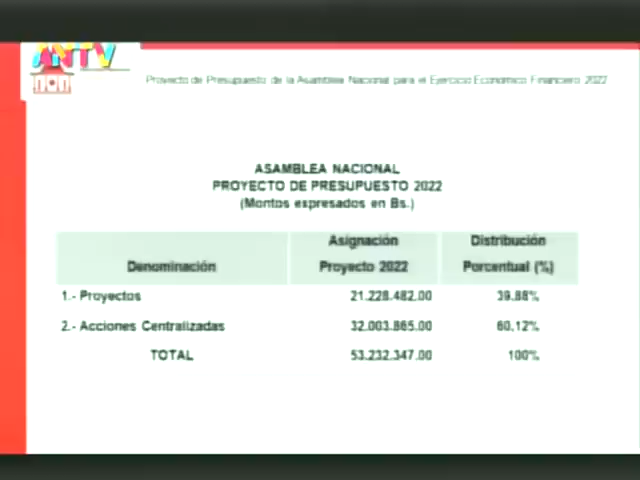 ANTV
Proyecto de Presupuesto de la Asamblea Nacional para el Ejercicio Económico Financiero 2022
ASAMBLEA NACIONAL
PROYECTO DE PRESUPUESTO 2022
(Montos expresados en Bs.)
Denominación Asignación Proyecto 2022 Distribución Porcentual (%)
1.- Proyectos 21.228.482,00 39.88%
2.- Acciones Centralizadas 32.003.865,00 60.12%
TOTAL 53.232.347,00 100%